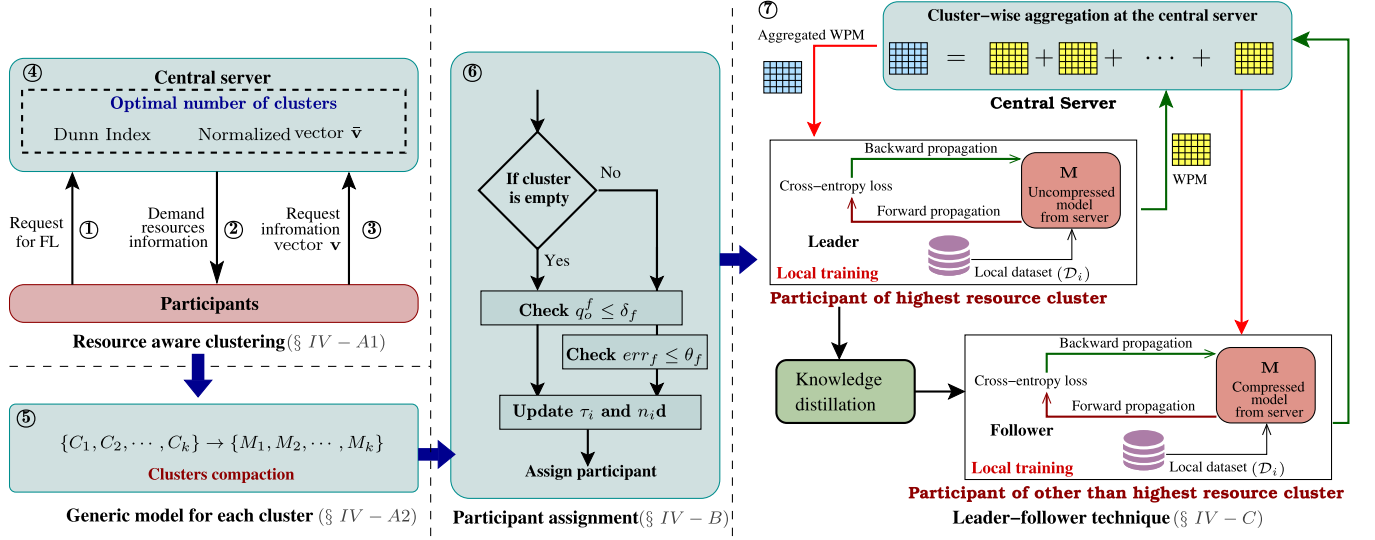 ④
Central server
Optimal number of clusters
Dunn Index Normalized vector v̄
Request
for FL
①
Demand
resources
information
②
Request
infromation
vector v
③
Participants
Resource aware clustering(§ IV − A1)
⑤
{C₁, C₂, ⋯ , Cₖ} → {M₁, M₂, ⋯ , Mₖ}
Clusters compaction
Generic model for each cluster (§ IV − A2)
⑥
If cluster
is empty
No
Yes
Check q_o^f ≤ δ_f
Check err_f ≤ θ_f
Update τᵢ and nᵢd
Assign participant
Participant assignment(§ IV − B)
⑦
Cluster−wise aggregation at the central server
= + + ⋯ +
Central Server
Aggregated WPM
WPM
Backward propagation
Cross−entropy loss
Forward propagation
M
Uncompressed
model
from server
Leader
Local dataset (𝒟ᵢ)
Local training
Participant of highest resource cluster
Knowledge
distillation
Backward propagation
Cross−entropy loss
Forward propagation
M
Compressed
model
from server
Follower
Local dataset (𝒟ᵢ)
Local training
Participant of other than highest resource cluster
Leader−follower technique(§ IV − C)